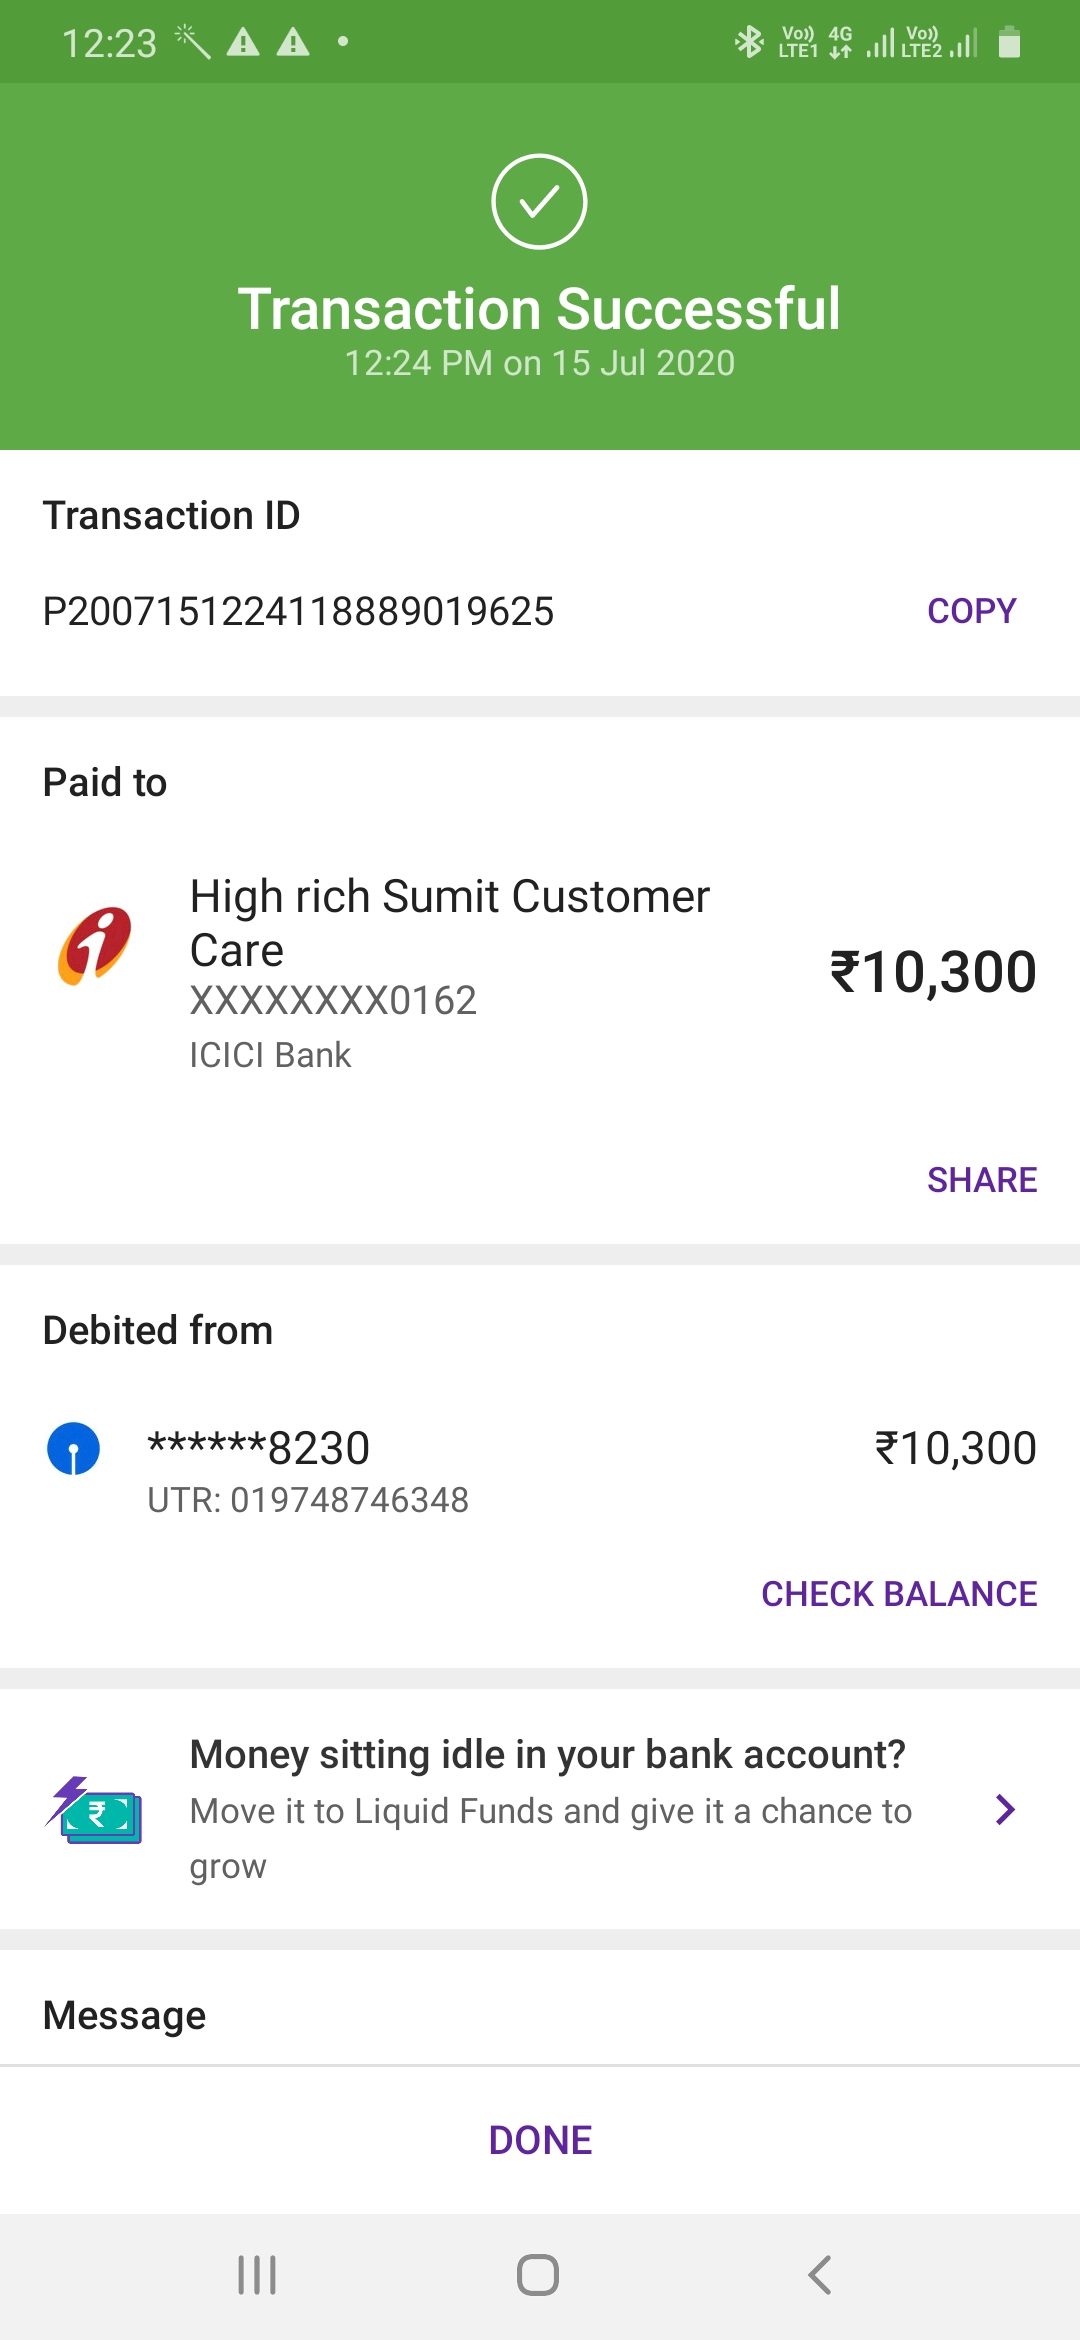 12:23
Vo)) 4G Vo))
LTE1 LTE2
Transaction Successful
12:24 PM on 15 Jul 2020
Transaction ID
P2007151224118889019625
COPY
Paid to
High rich Sumit Customer
Care
XXXXXXXX0162
ICICI Bank
₹10,300
SHARE
Debited from
******8230
₹10,300
UTR: 019748746348
CHECK BALANCE
Money sitting idle in your bank account?
Move it to Liquid Funds and give it a chance to
grow
Message
DONE